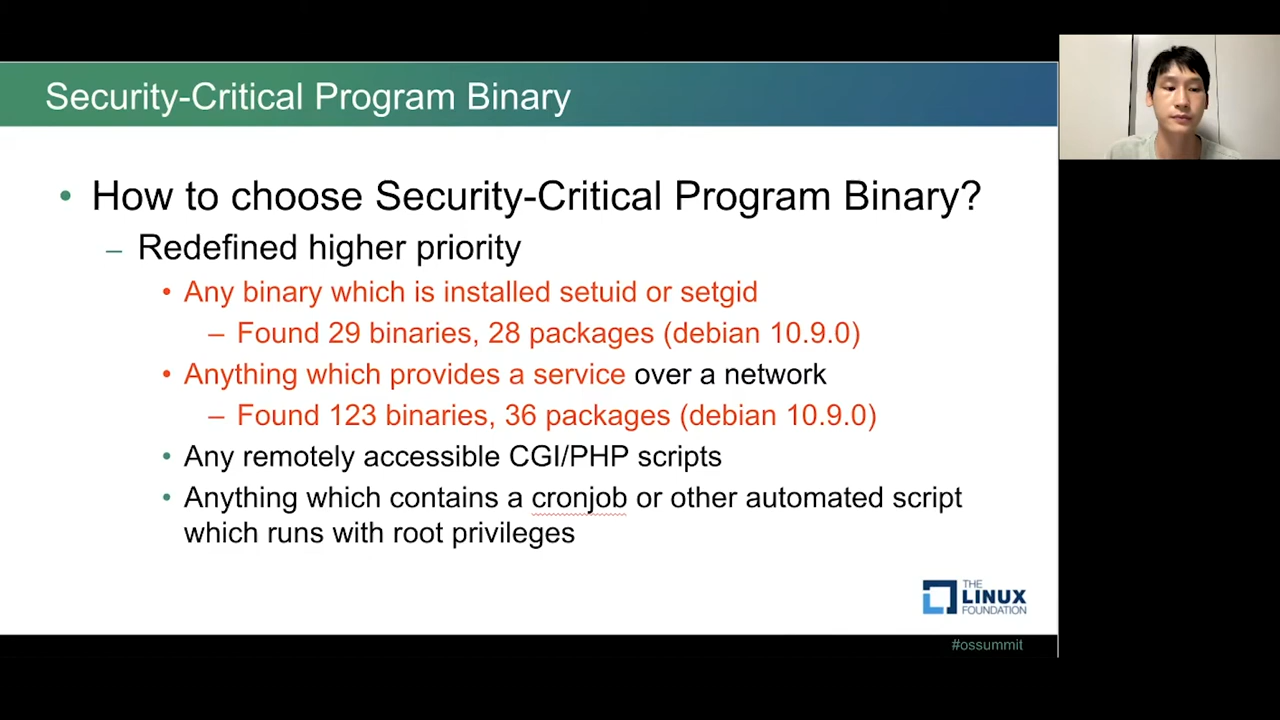 Security-Critical Program Binary
• How to choose Security-Critical Program Binary?
– Redefined higher priority
• Any binary which is installed setuid or setgid
– Found 29 binaries, 28 packages (debian 10.9.0)
• Anything which provides a service over a network
– Found 123 binaries, 36 packages (debian 10.9.0)
• Any remotely accessible CGI/PHP scripts
• Anything which contains a cronjob or other automated script
which runs with root privileges
THE
LINUX
FOUNDATION
#ossummit